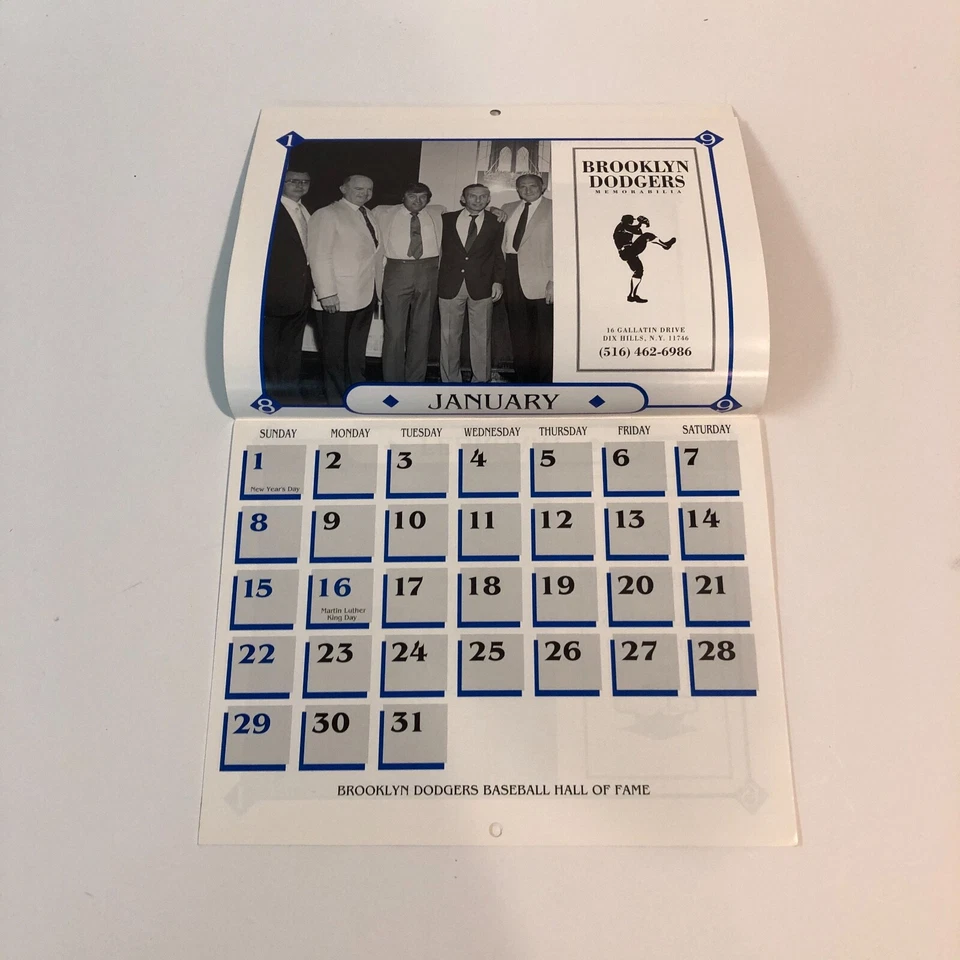 1 9
BROOKLYN
DODGERS
MEMORABILIA
16 GALLATIN DRIVE
DIX HILLS, N.Y. 11746
(516) 462-6986
8 9
JANUARY
SUNDAY MONDAY TUESDAY WEDNESDAY THURSDAY FRIDAY SATURDAY
1 2 3 4 5 6 7
New Year's Day
8 9 10 11 12 13 14
15 16 17 18 19 20 21
Martin Luther
King Day
22 23 24 25 26 27 28
29 30 31
BROOKLYN DODGERS BASEBALL HALL OF FAME